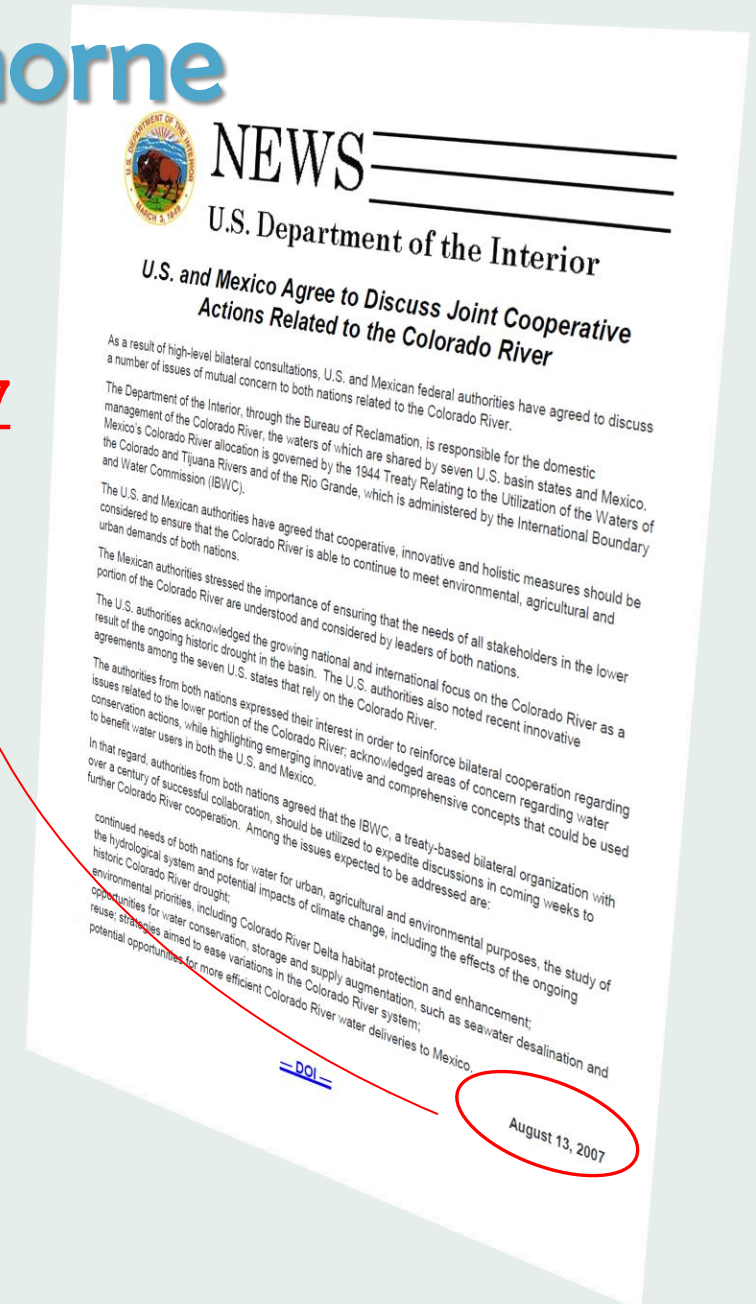 orne
7
U.S. DEPARTMENT OF THE INTERIOR
MARCH 3, 1849
NEWS
U.S. Department of the Interior
U.S. and Mexico Agree to Discuss Joint Cooperative
Actions Related to the Colorado River
As a result of high-level bilateral consultations, U.S. and Mexican federal authorities have agreed to discuss
a number of issues of mutual concern to both nations related to the Colorado River.
The Department of the Interior, through the Bureau of Reclamation, is responsible for the domestic
management of the Colorado River, the waters of which are shared by seven U.S. basin states and Mexico.
Mexico's Colorado River allocation is governed by the 1944 Treaty Relating to the Utilization of the Waters of
the Colorado and Tijuana Rivers and of the Rio Grande, which is administered by the International Boundary
and Water Commission (IBWC).
The U.S. and Mexican authorities have agreed that cooperative, innovative and holistic measures should be
considered to ensure that the Colorado River is able to continue to meet environmental, agricultural and
urban demands of both nations.
The Mexican authorities stressed the importance of ensuring that the needs of all stakeholders in the lower
portion of the Colorado River are understood and considered by leaders of both nations.
The U.S. authorities acknowledged the growing national and international focus on the Colorado River as a
result of the ongoing historic drought in the basin. The U.S. authorities also noted recent innovative
agreements among the seven U.S. states that rely on the Colorado River.
The authorities from both nations expressed their interest in order to reinforce bilateral cooperation regarding
issues related to the lower portion of the Colorado River; acknowledged areas of concern regarding water
conservation actions, while highlighting emerging innovative and comprehensive concepts that could be used
to benefit water users in both the U.S. and Mexico.
In that regard, authorities from both nations agreed that the IBWC, a treaty-based bilateral organization with
over a century of successful collaboration, should be utilized to expedite discussions in coming weeks to
further Colorado River cooperation. Among the issues expected to be addressed are:
continued needs of both nations for water for urban, agricultural and environmental purposes, the study of
the hydrological system and potential impacts of climate change, including the effects of the ongoing
historic Colorado River drought;
environmental priorities, including Colorado River Delta habitat protection and enhancement;
opportunities for water conservation, storage and supply augmentation, such as seawater desalination and
reuse; strategies aimed to ease variations in the Colorado River system;
potential opportunities for more efficient Colorado River water deliveries to Mexico.
— DOI —
August 13, 2007